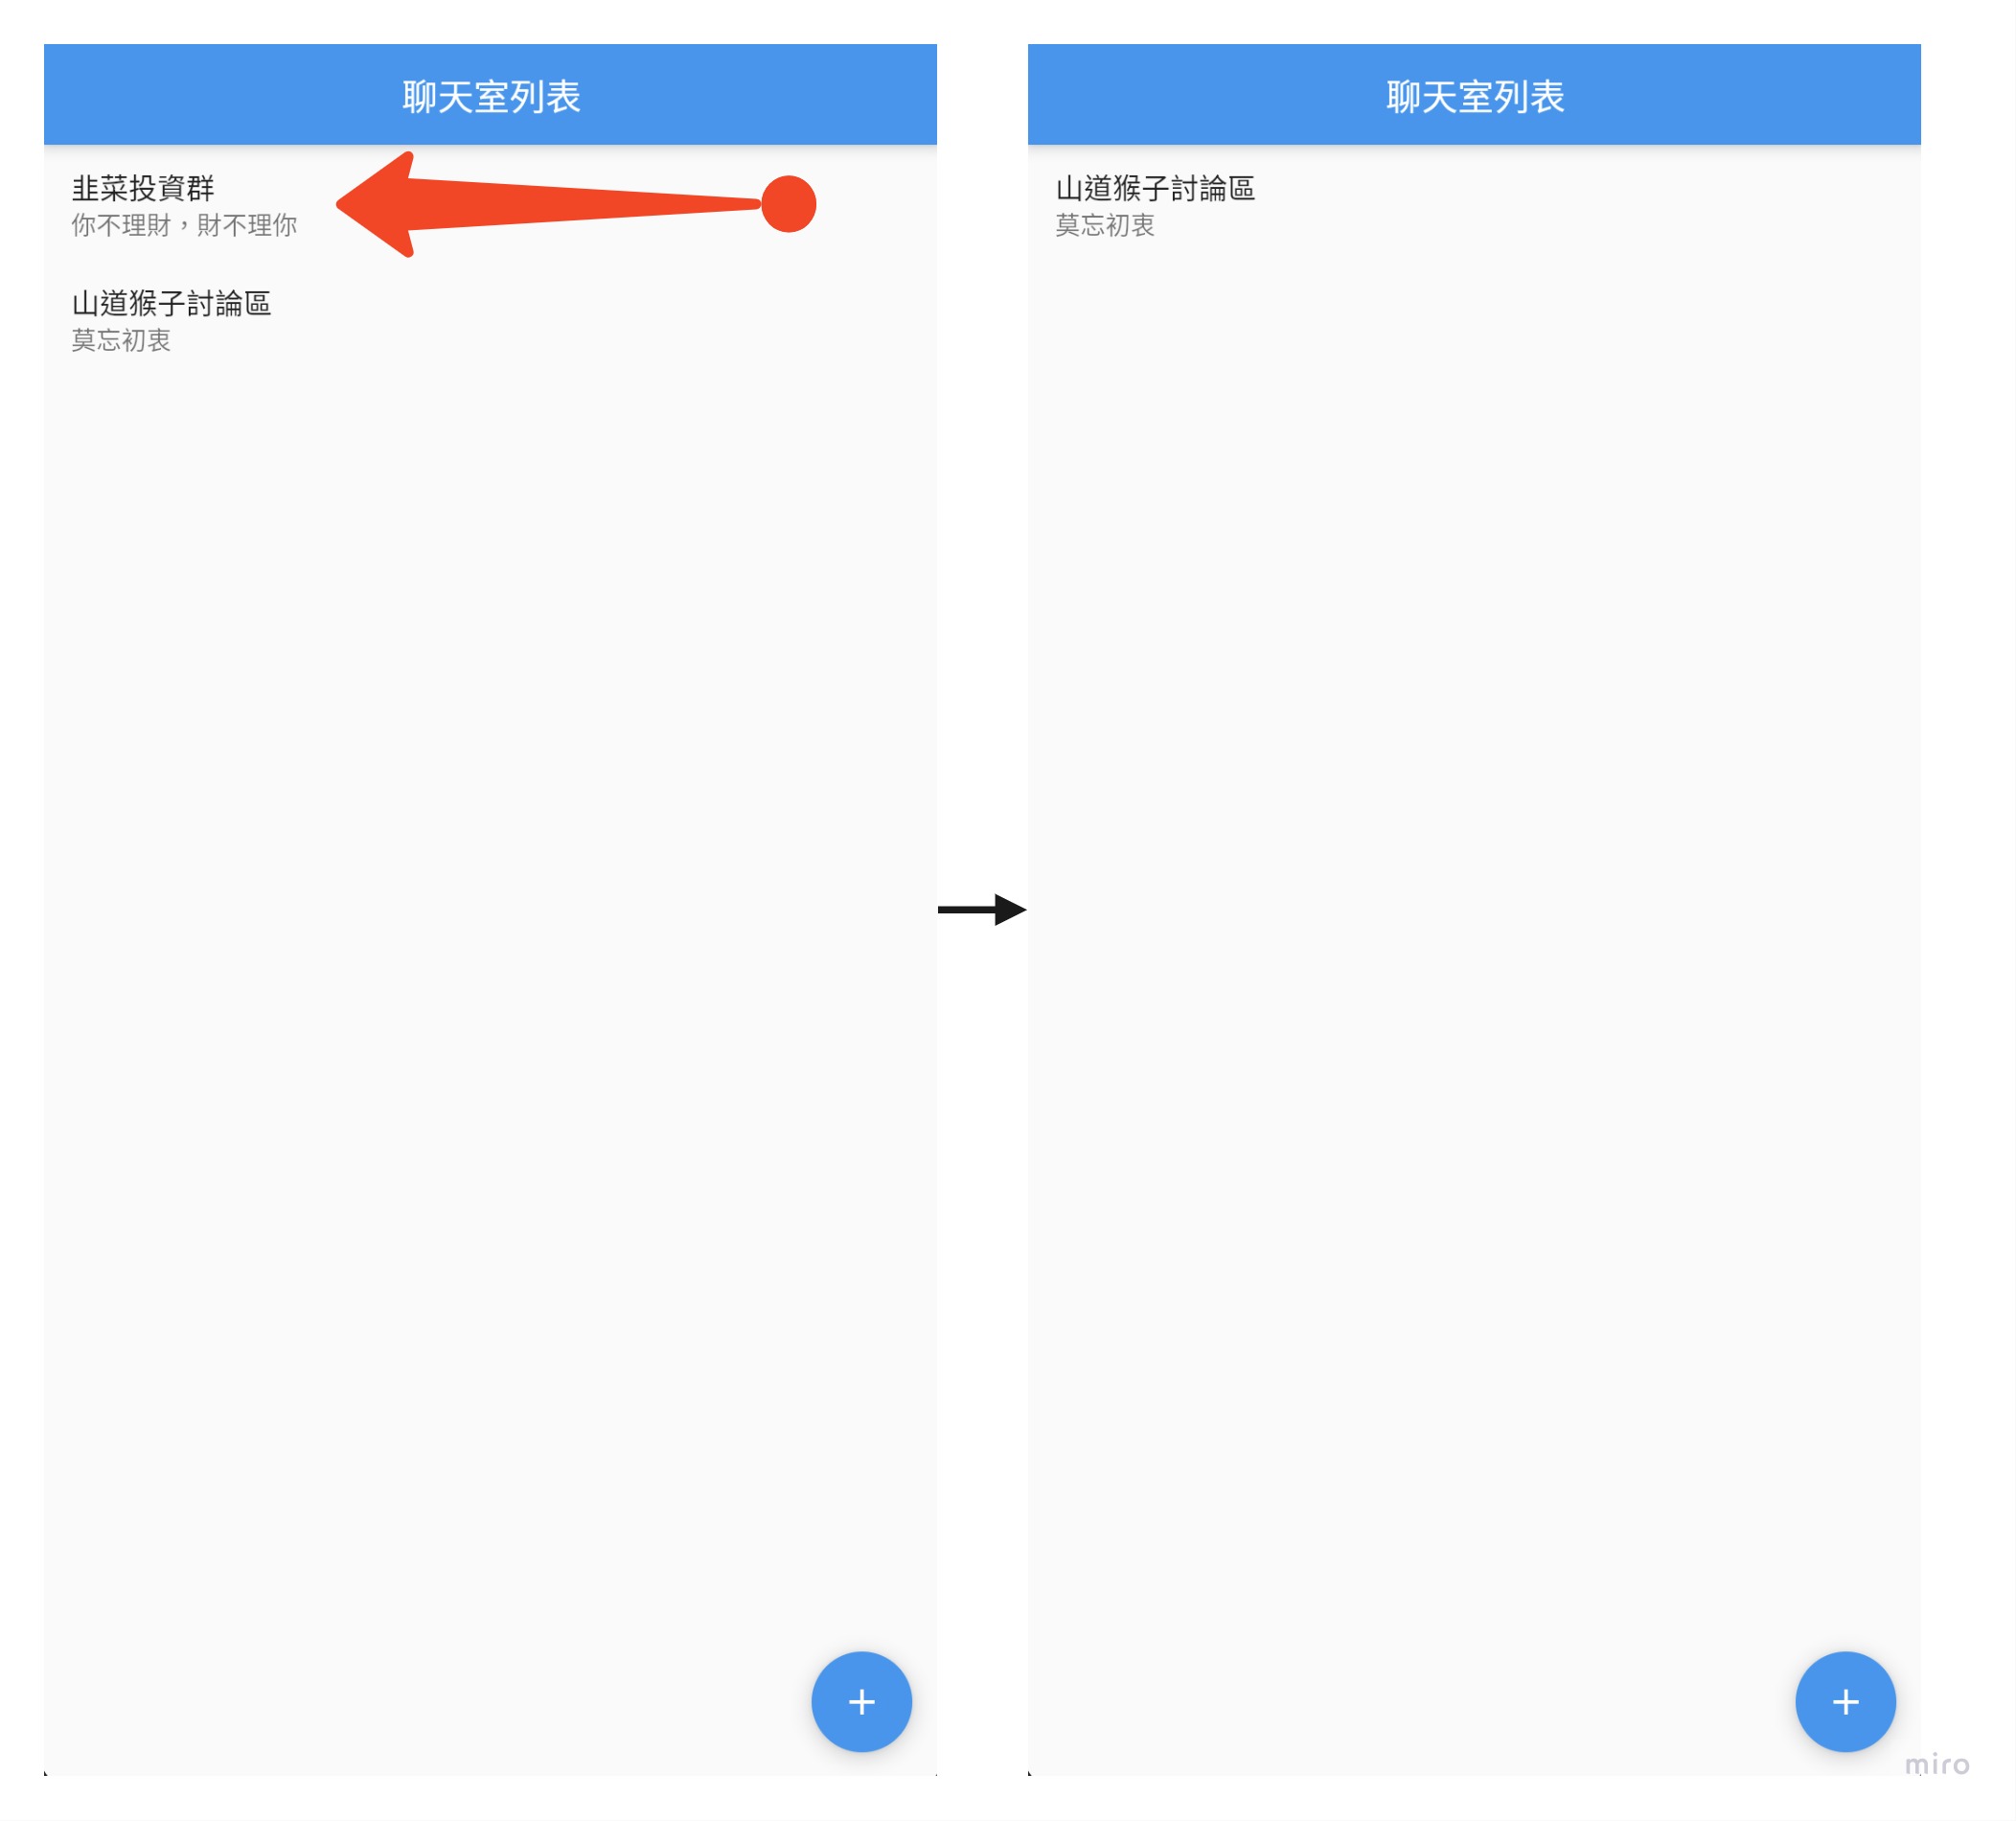 聊天室列表
韭菜投資群
你不理財，財不理你
山道猴子討論區
莫忘初衷
+
聊天室列表
山道猴子討論區
莫忘初衷
+
miro